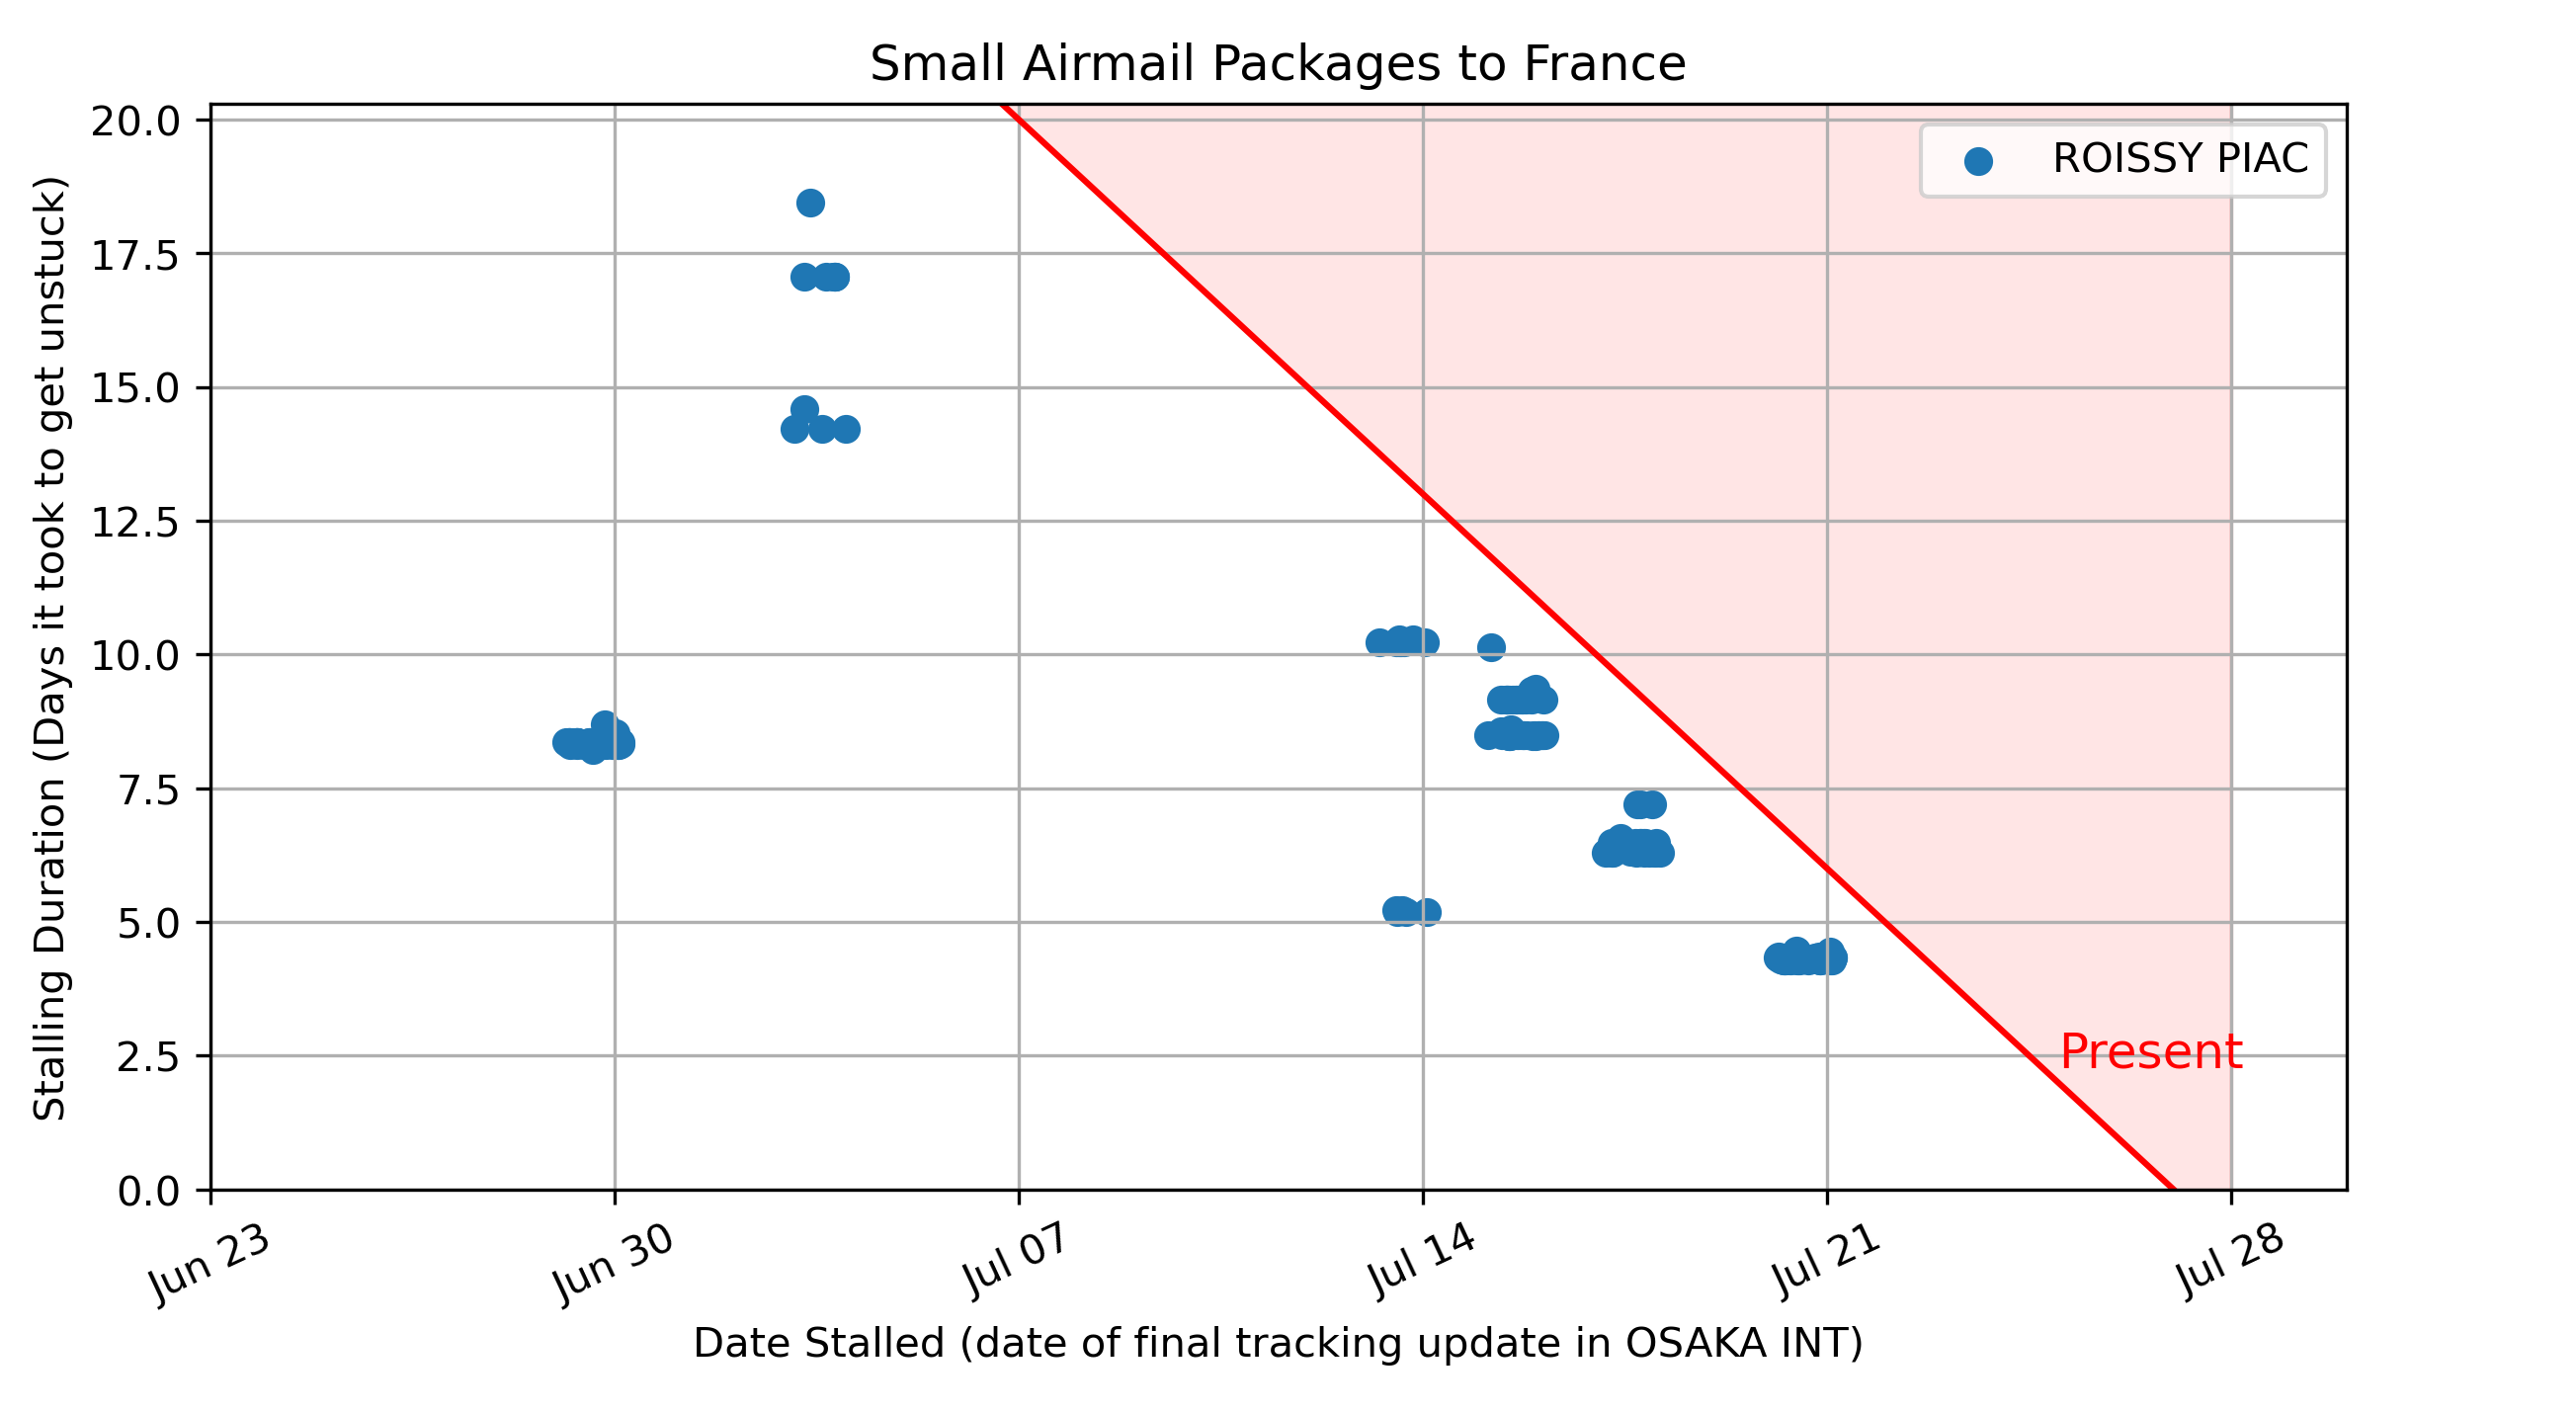 Small Airmail Packages to France
ROISSY PIAC
Stalling Duration (Days it took to get unstuck)
20.0
17.5
15.0
12.5
10.0
7.5
5.0
2.5
0.0
Present
Jun 23
Jun 30
Jul 07
Jul 14
Jul 21
Jul 28
Date Stalled (date of final tracking update in OSAKA INT)